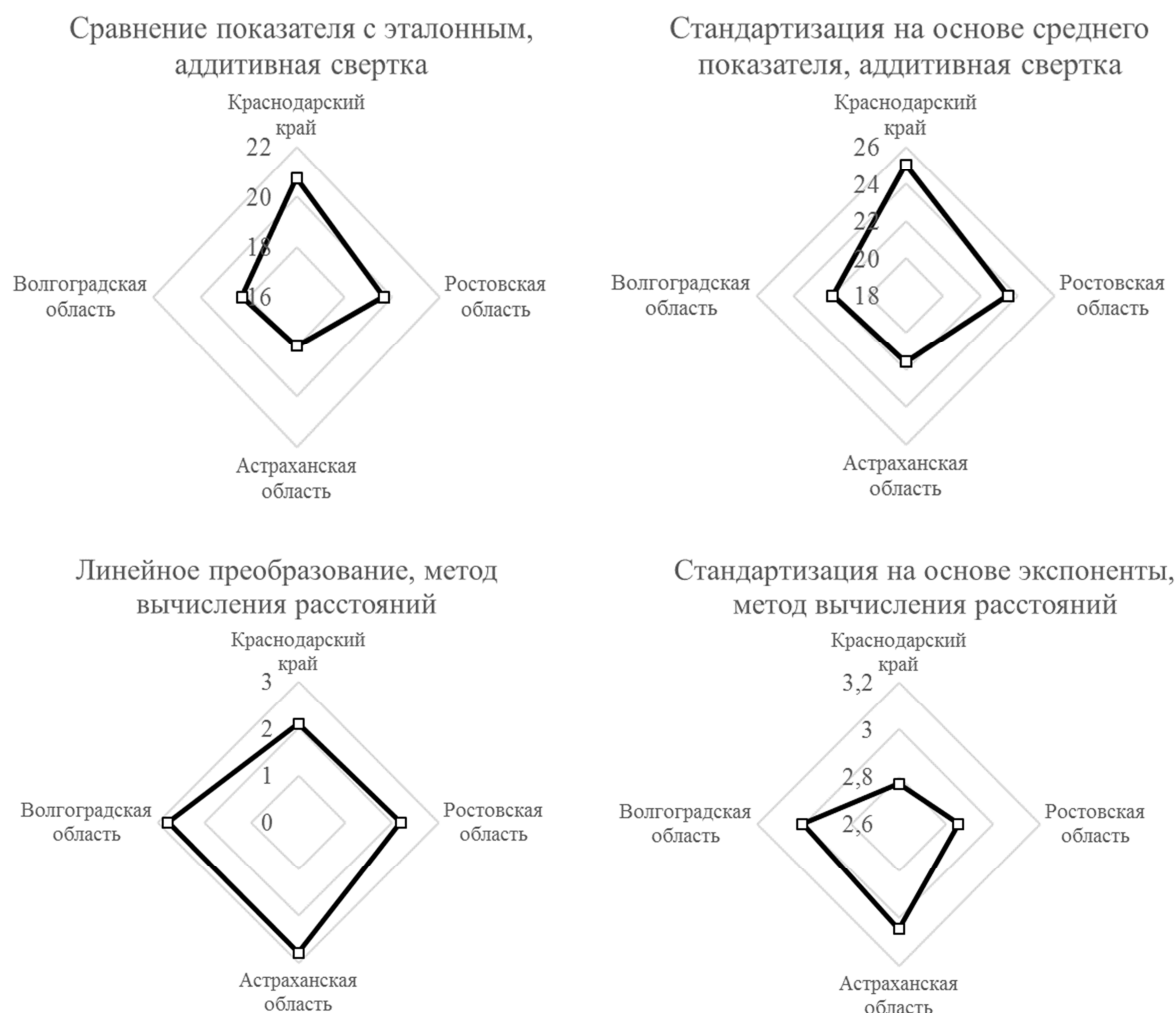 Сравнение показателя с эталонным,
аддитивная свертка
Краснодарский
край
22
20
18
16
Волгоградская
область
Ростовская
область
Астраханская
область
Стандартизация на основе среднего
показателя, аддитивная свертка
Краснодарский
край
26
24
22
20
18
Волгоградская
область
Ростовская
область
Астраханская
область
Линейное преобразование, метод
вычисления расстояний
Краснодарский
край
3
2
1
0
Волгоградская
область
Ростовская
область
Астраханская
область
Стандартизация на основе экспоненты,
метод вычисления расстояний
Краснодарский
край
3,2
3
2,8
2,6
Волгоградская
область
Ростовская
область
Астраханская
область